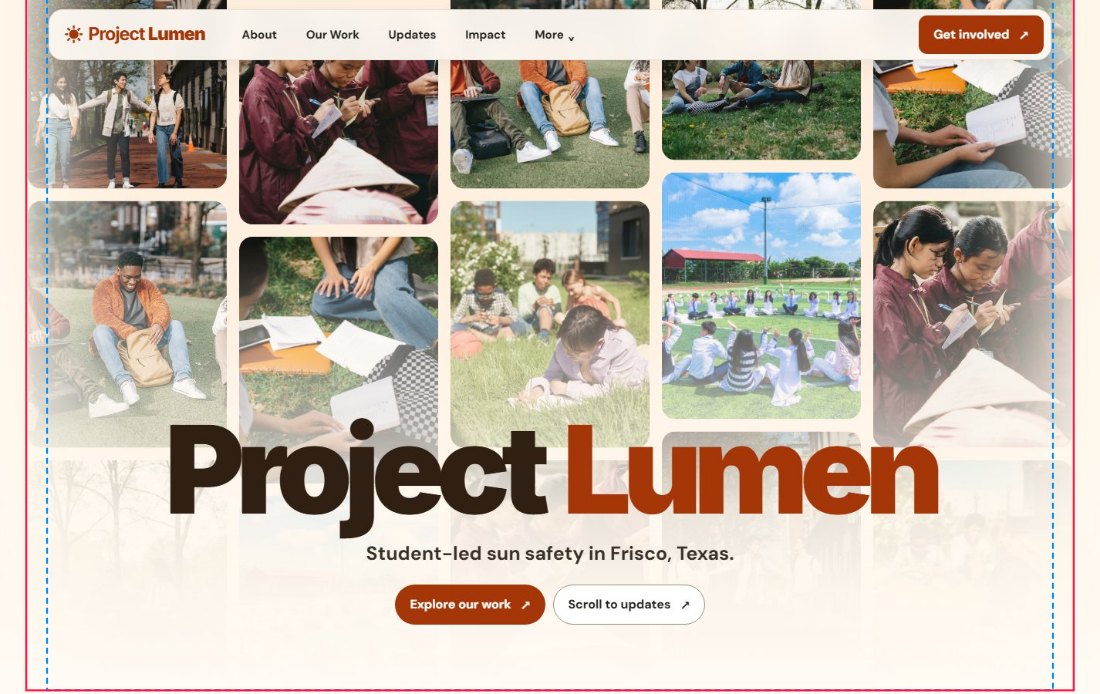 Project Lumen
About
Our Work
Updates
Impact
More
Get involved ↗
Project Lumen
Student-led sun safety in Frisco, Texas.
Explore our work ↗
Scroll to updates ↗